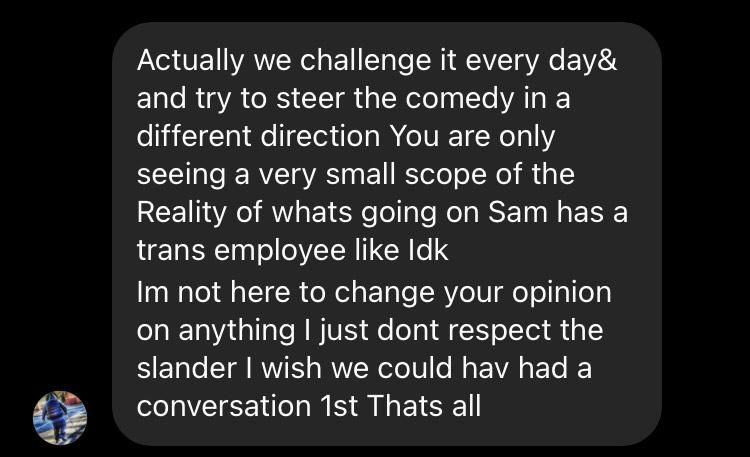 Actually we challenge it every day&
and try to steer the comedy in a
different direction You are only
seeing a very small scope of the
Reality of whats going on Sam has a
trans employee like Idk
Im not here to change your opinion
on anything I just dont respect the
slander I wish we could hav had a
conversation 1st Thats all